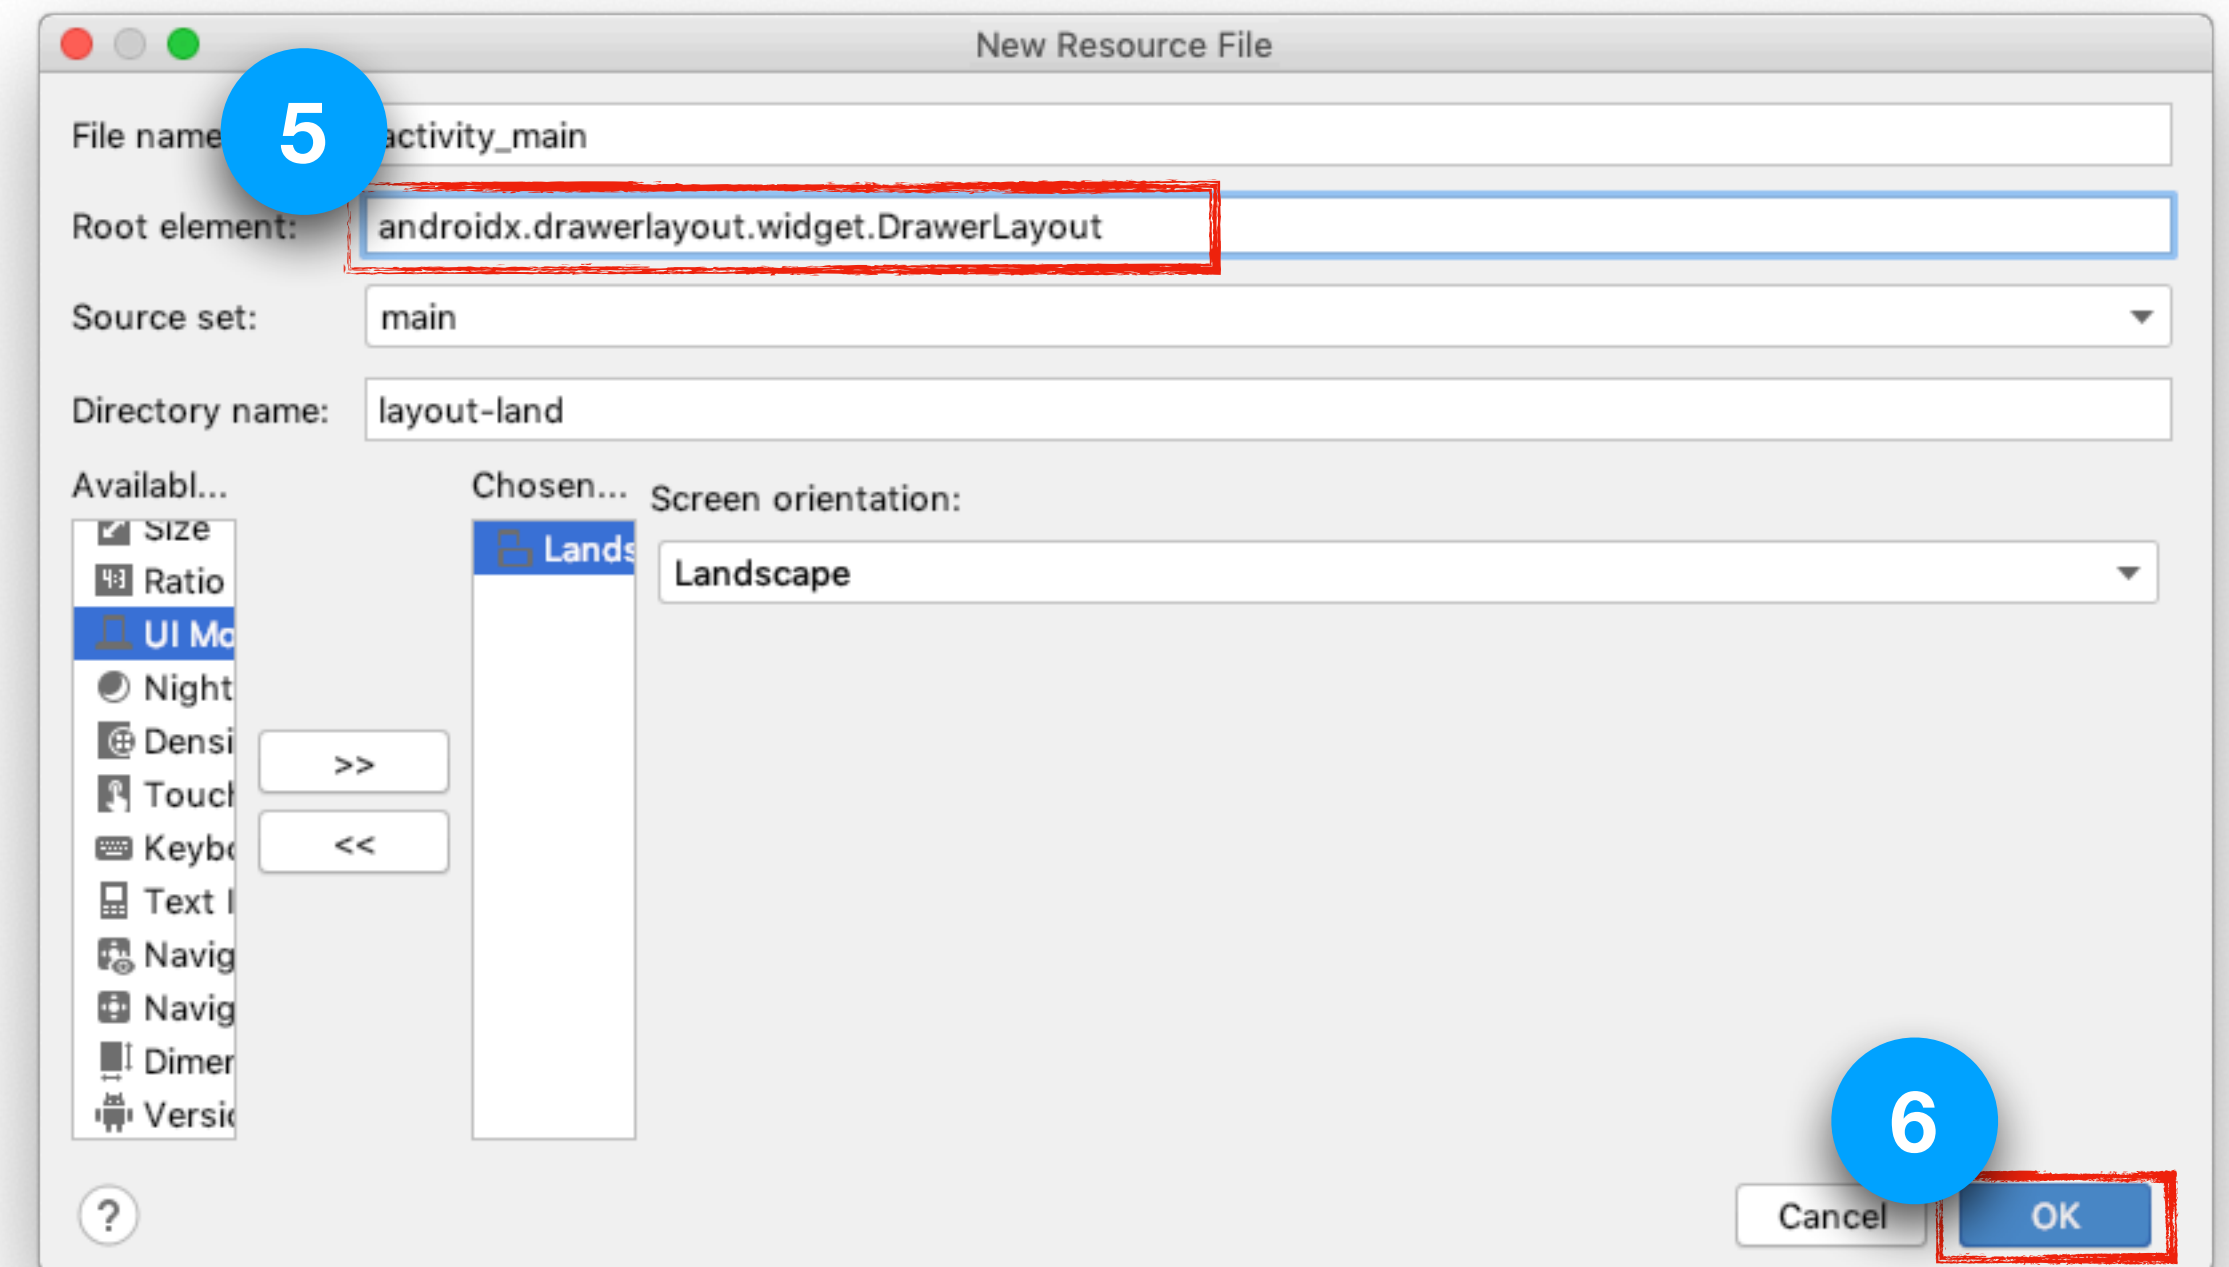 New Resource File
File name
5
activity_main
Root element:
androidx.drawerlayout.widget.DrawerLayout
Source set:
main
Directory name:
layout-land
Availabl...
Chosen...
Screen orientation:
Size
Ratio
UI Mo
Night
Densi
Touch
Keybo
Text I
Navig
Navig
Dimen
Versio
>>
<<
Lands
Landscape
6
?
Cancel
OK